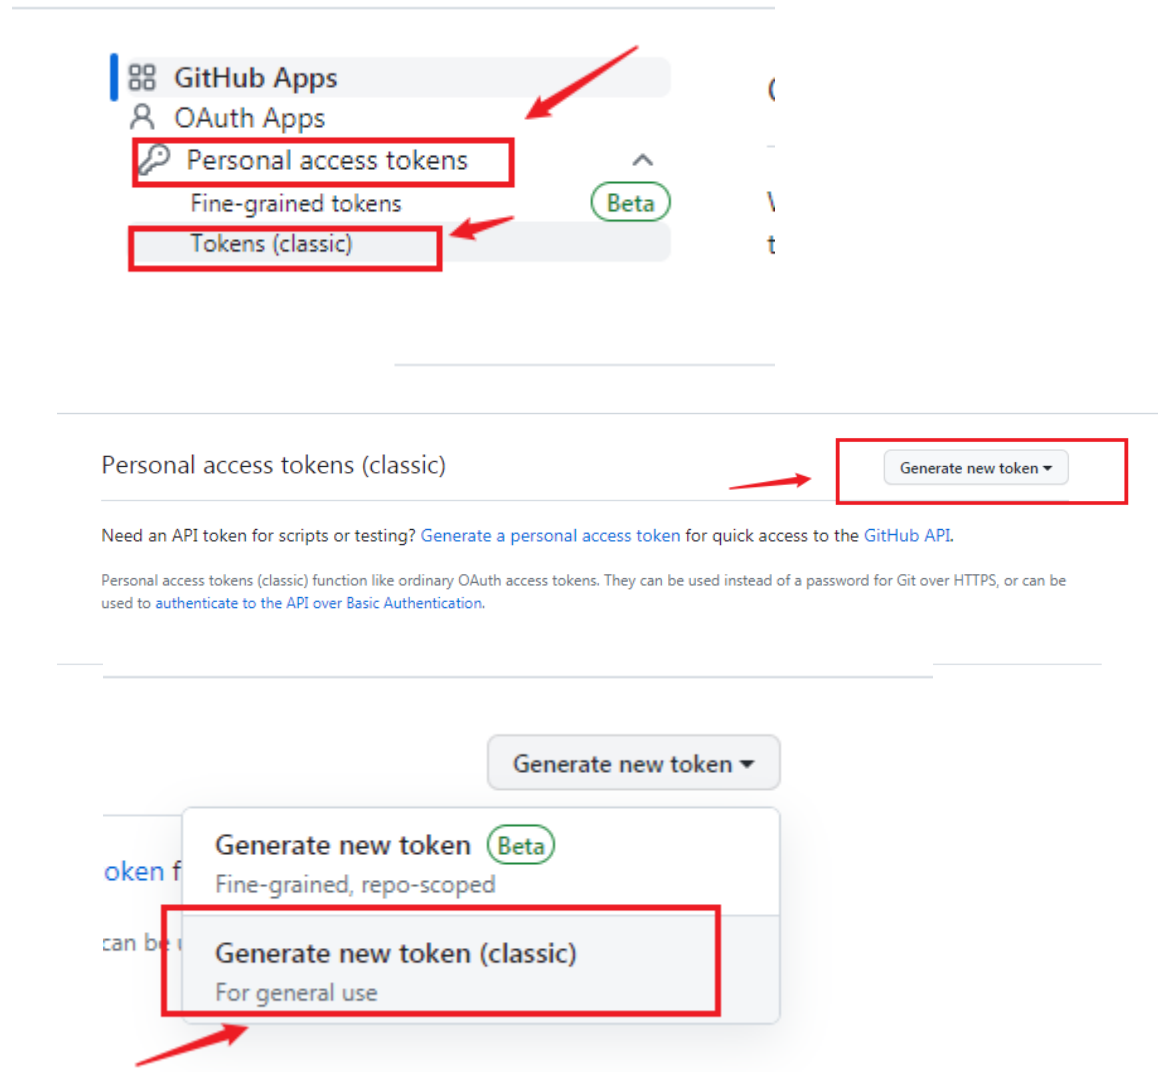 GitHub Apps
OAuth Apps
Personal access tokens
Fine-grained tokens Beta
Tokens (classic)
Personal access tokens (classic)
Generate new token
Need an API token for scripts or testing? Generate a personal access token for quick access to the GitHub API.
Personal access tokens (classic) function like ordinary OAuth access tokens. They can be used instead of a password for Git over HTTPS, or can be
used to authenticate to the API over Basic Authentication.
Generate new token
Generate new token Beta
oken f
Fine-grained, repo-scoped
can be
Generate new token (classic)
For general use